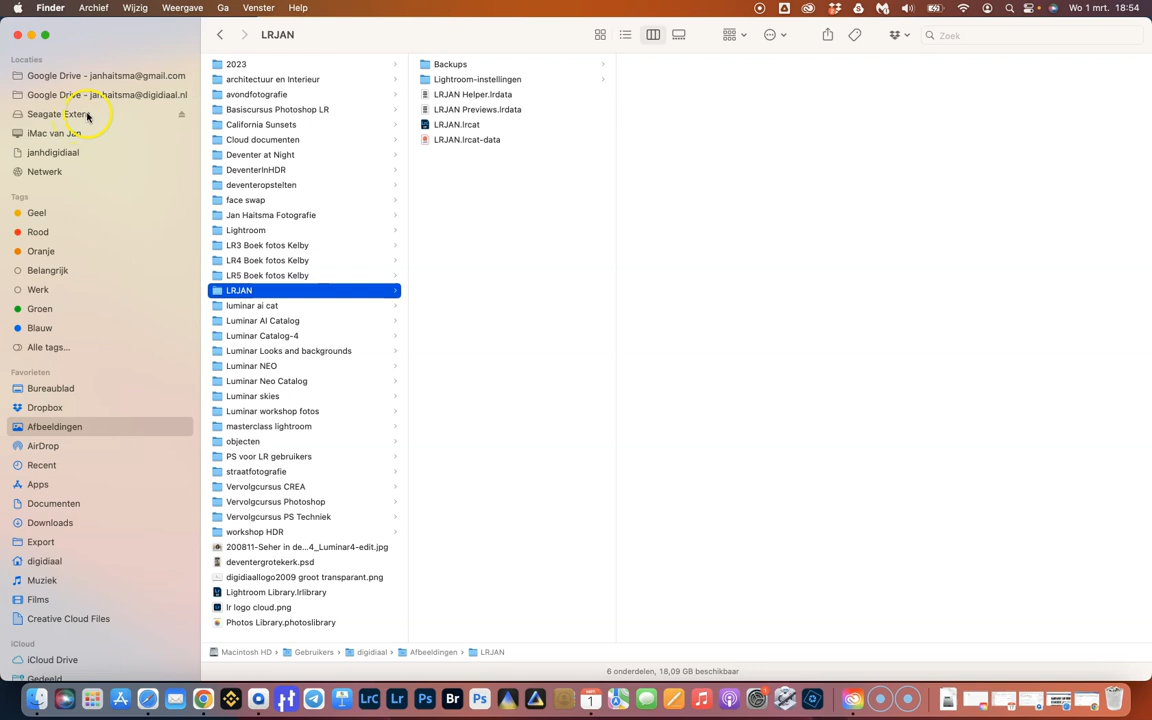 Finder Archief Wijzig Weergave Ga Venster Help Wo 1 mrt. 18:54
LRJAN Zoek
Locaties
Google Drive - janhaitsma@gmail.com
Google Drive - janhaitsma@digidiaal.nl
Seagate Extern
iMac van Jan
janhdigidiaal
Netwerk
Tags
Geel
Rood
Oranje
Belangrijk
Werk
Groen
Blauw
Alle tags...
Favorieten
Bureaublad
Dropbox
Afbeeldingen
AirDrop
Recent
Apps
Documenten
Downloads
Export
digidiaal
Muziek
Films
Creative Cloud Files
iCloud
iCloud Drive
Gedeeld
2023
architectuur en Interieur
avondfotografie
Basiscursus Photoshop LR
California Sunsets
Cloud documenten
Deventer at Night
DeventerInHDR
deventeropstelten
face swap
Jan Haitsma Fotografie
Lightroom
LR3 Boek fotos Kelby
LR4 Boek fotos Kelby
LR5 Boek fotos Kelby
LRJAN
luminar ai cat
Luminar AI Catalog
Luminar Catalog-4
Luminar Looks and backgrounds
Luminar NEO
Luminar Neo Catalog
Luminar skies
Luminar workshop fotos
masterclass lightroom
objecten
PS voor LR gebruikers
straatfotografie
Vervolgcursus CREA
Vervolgcursus Photoshop
Vervolgcursus PS Techniek
workshop HDR
200811-Seher in de...4_Luminar4-edit.jpg
deventergrotekerk.psd
digidiaallogo2009 groot transparant.png
Lightroom Library.lrlibrary
lr logo cloud.png
Photos Library.photoslibrary
Backups
Lightroom-instellingen
LRJAN Helper.lrdata
LRJAN Previews.lrdata
LRJAN.lrcat
LRJAN.lrcat-data
Macintosh HD Gebruikers digidiaal Afbeeldingen LRJAN
6 onderdelen, 18,09 GB beschikbaar
LrC Lr Ps Br Ps